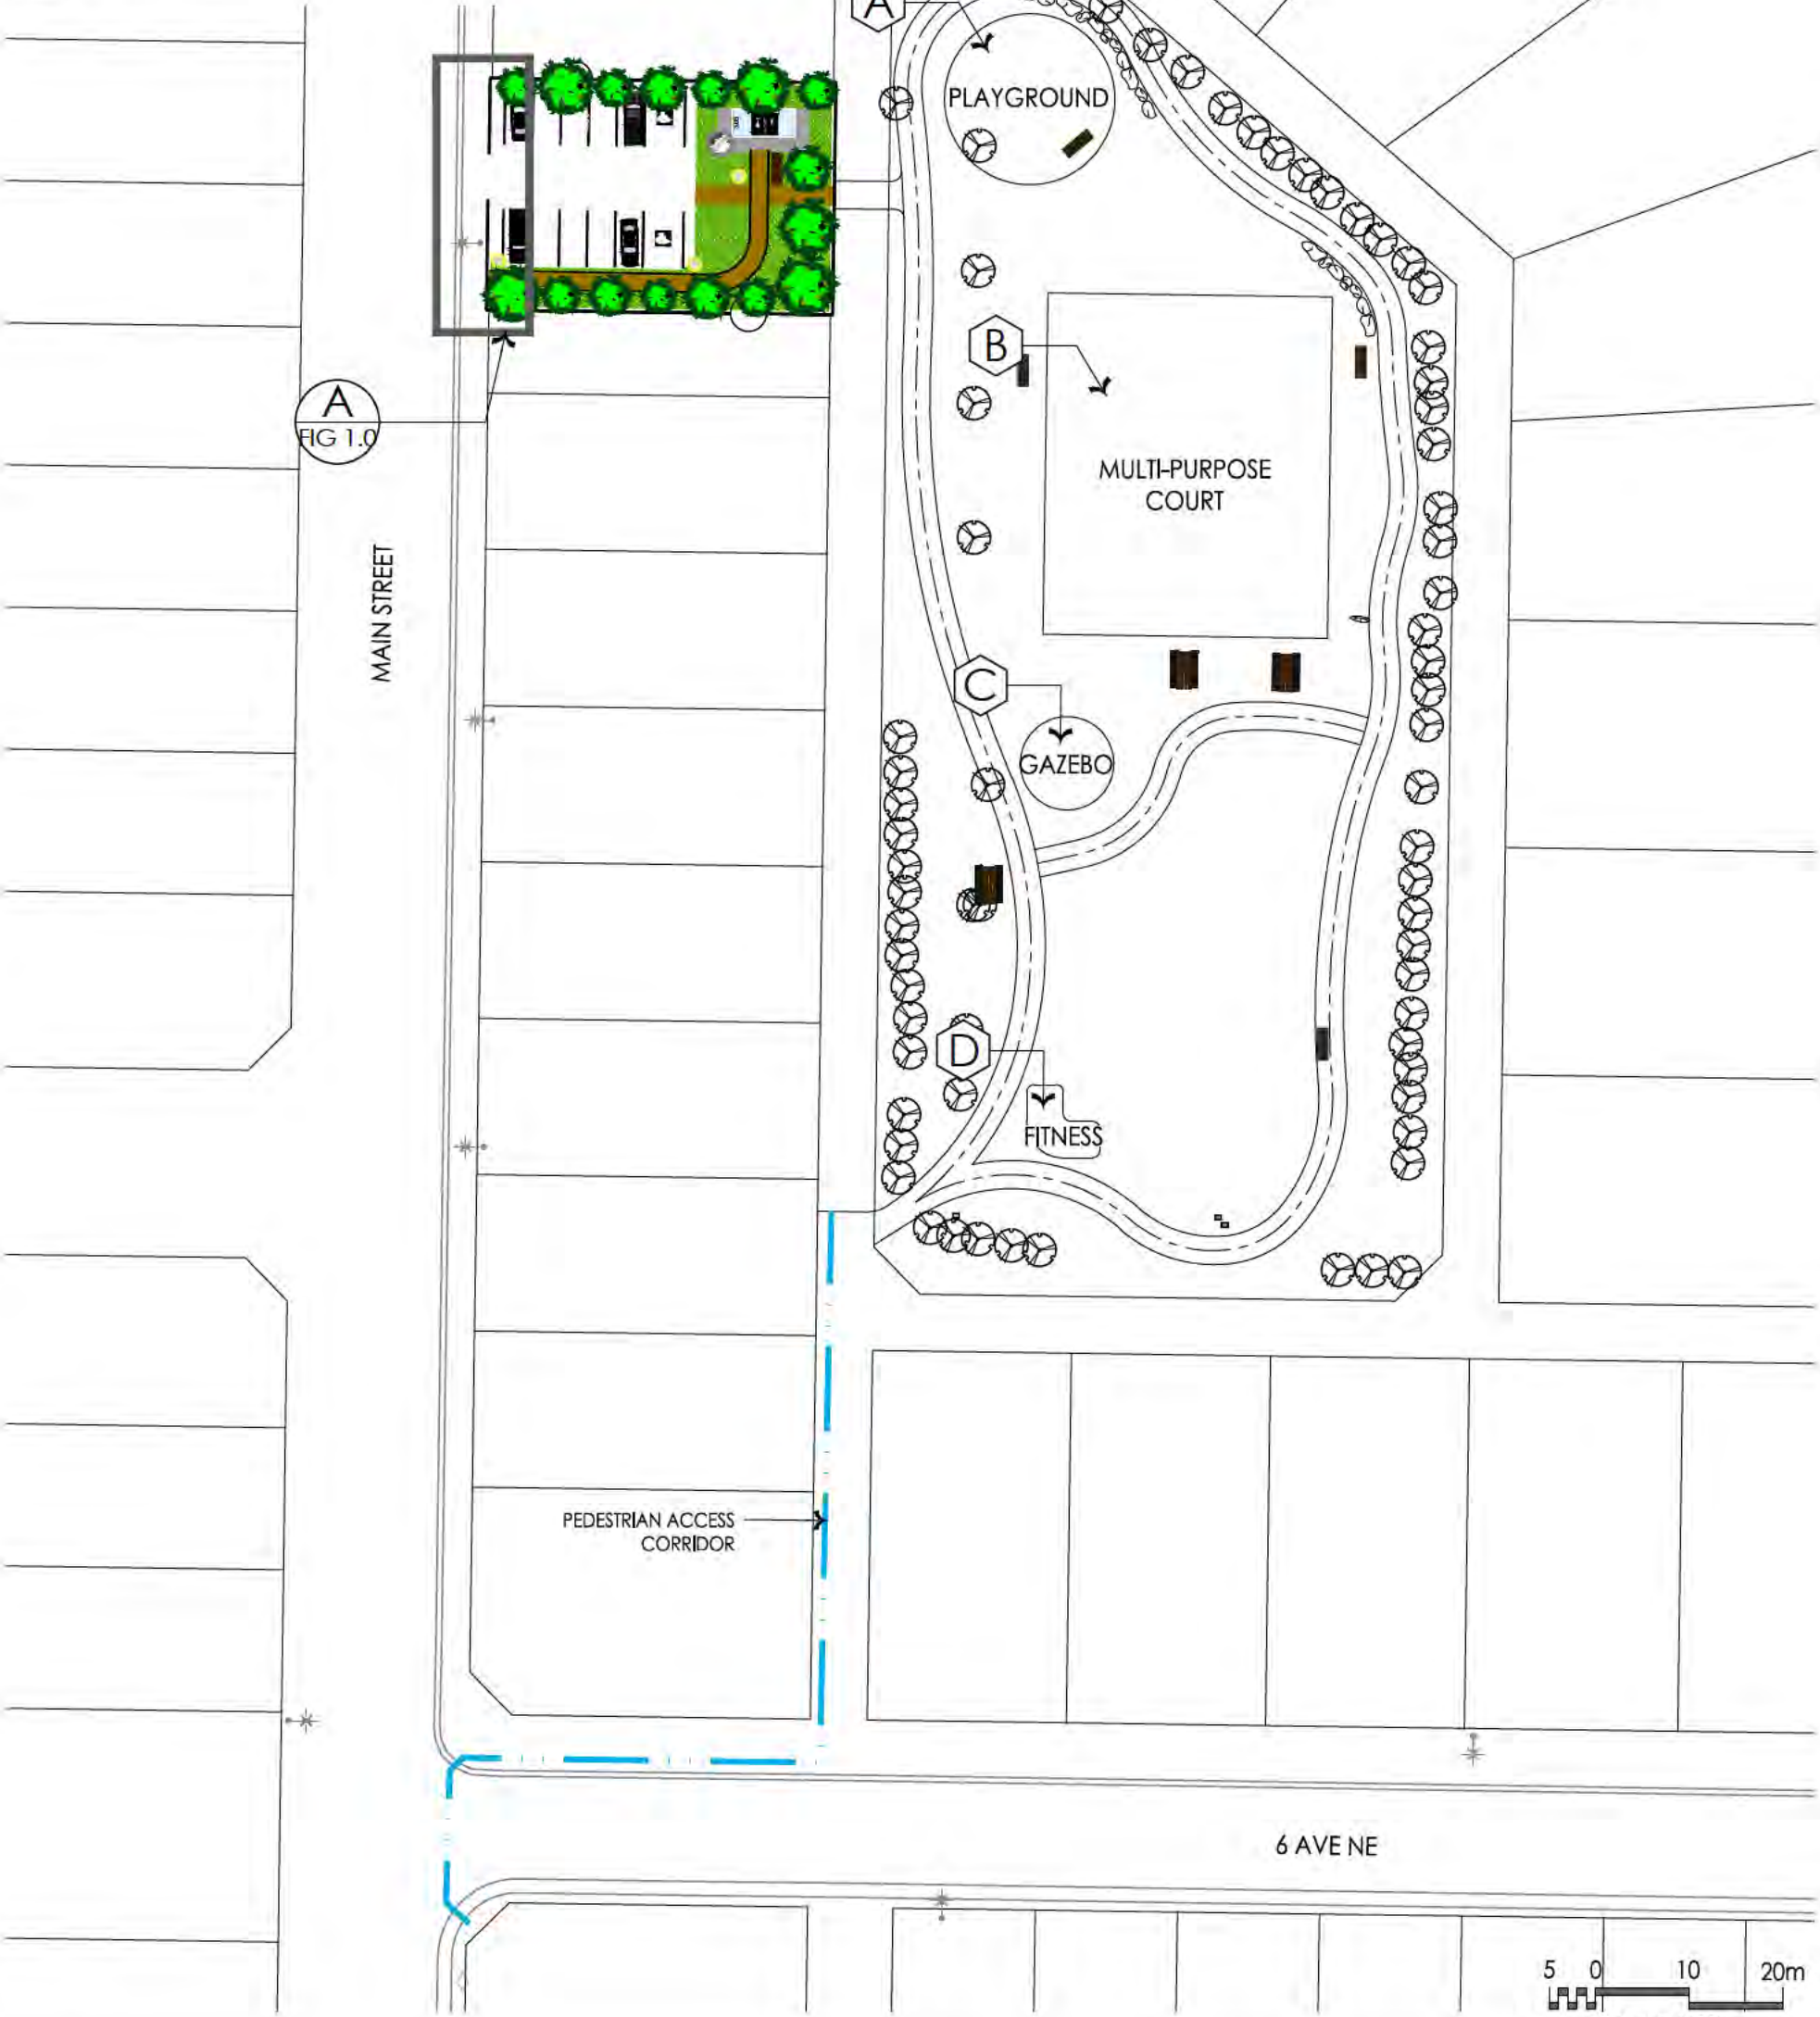 A
PLAYGROUND
A
FIG 1.0
B
MULTI-PURPOSE
COURT
MAIN STREET
C
GAZEBO
D
FITNESS
PEDESTRIAN ACCESS
CORRIDOR
6 AVE NE
5 0 10 20m